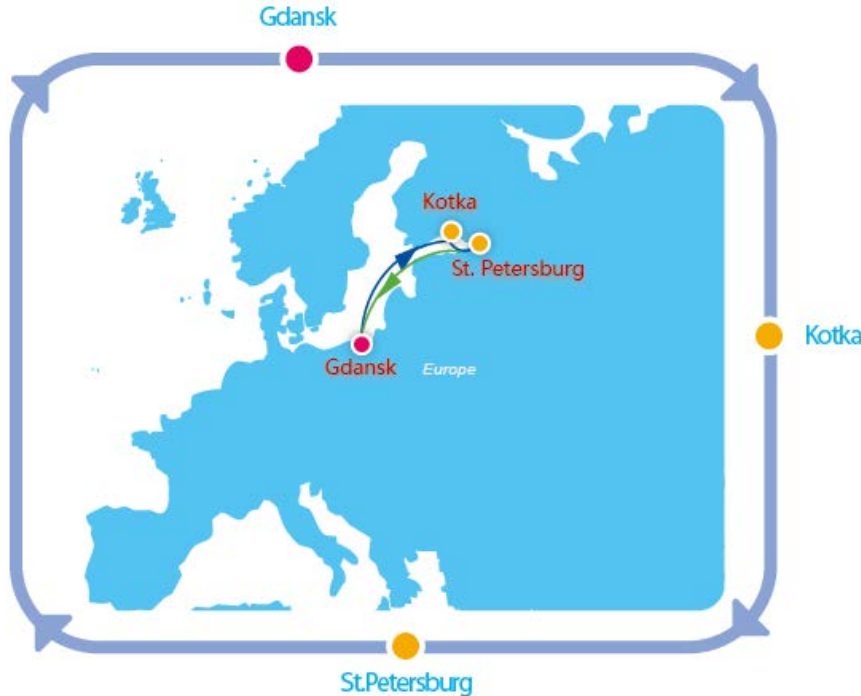 Gdansk
Kotka
St. Petersburg
Gdansk
Europe
Kotka
St.Petersburg